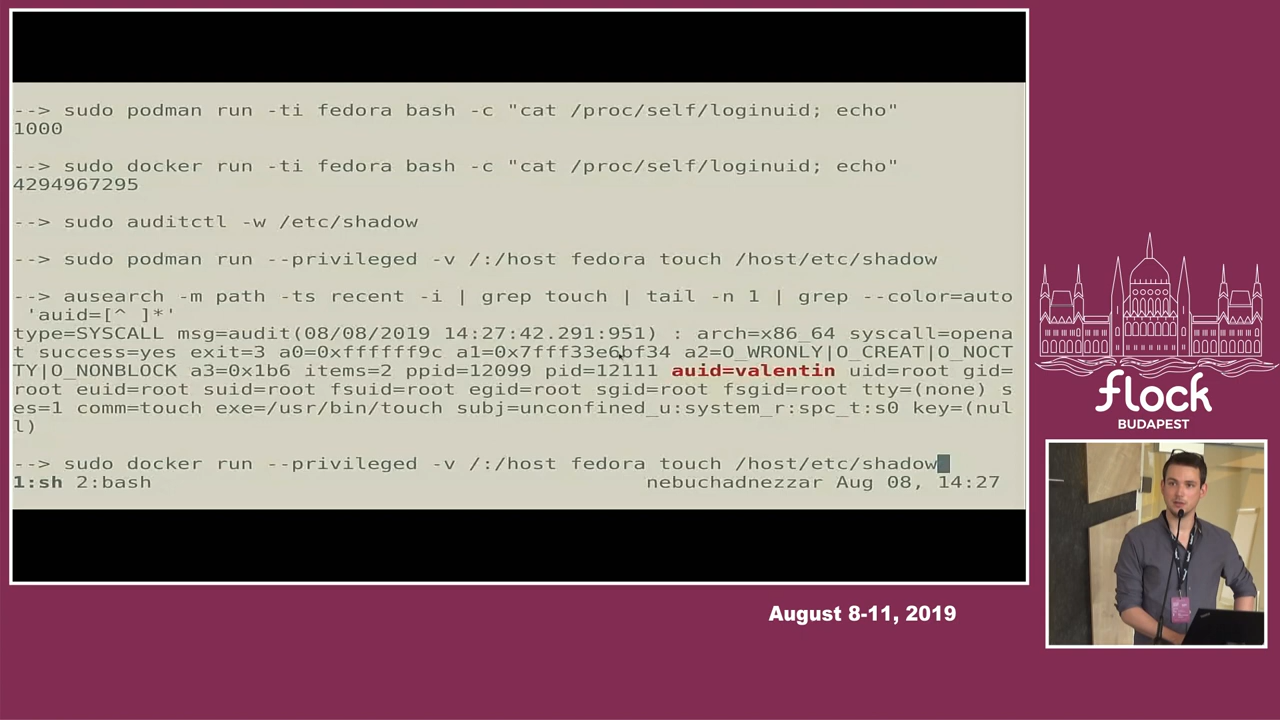 --> sudo podman run -ti fedora bash -c "cat /proc/self/loginuid; echo"
1000
--> sudo docker run -ti fedora bash -c "cat /proc/self/loginuid; echo"
4294967295
--> sudo auditctl -w /etc/shadow
--> sudo podman run --privileged -v /:/host fedora touch /host/etc/shadow
--> ausearch -m path -ts recent -i | grep touch | tail -n 1 | grep --color=auto
'auid=[^ ]*'
type=SYSCALL msg=audit(08/08/2019 14:27:42.291:951) : arch=x86_64 syscall=opena
t success=yes exit=3 a0=0xffffff9c a1=0x7fff33e6bf34 a2=O_WRONLY|O_CREAT|O_NOCT
TY|O_NONBLOCK a3=0x1b6 items=2 ppid=12099 pid=12111 auid=valentin uid=root gid=
root euid=root suid=root fsuid=root egid=root sgid=root fsgid=root tty=(none) s
es=1 comm=touch exe=/usr/bin/touch subj=unconfined_u:system_r:spc_t:s0 key=(nul
l)
--> sudo docker run --privileged -v /:/host fedora touch /host/etc/shadow
1:sh 2:bash nebuchadnezzar Aug 08, 14:27
flock
BUDAPEST
August 8-11, 2019